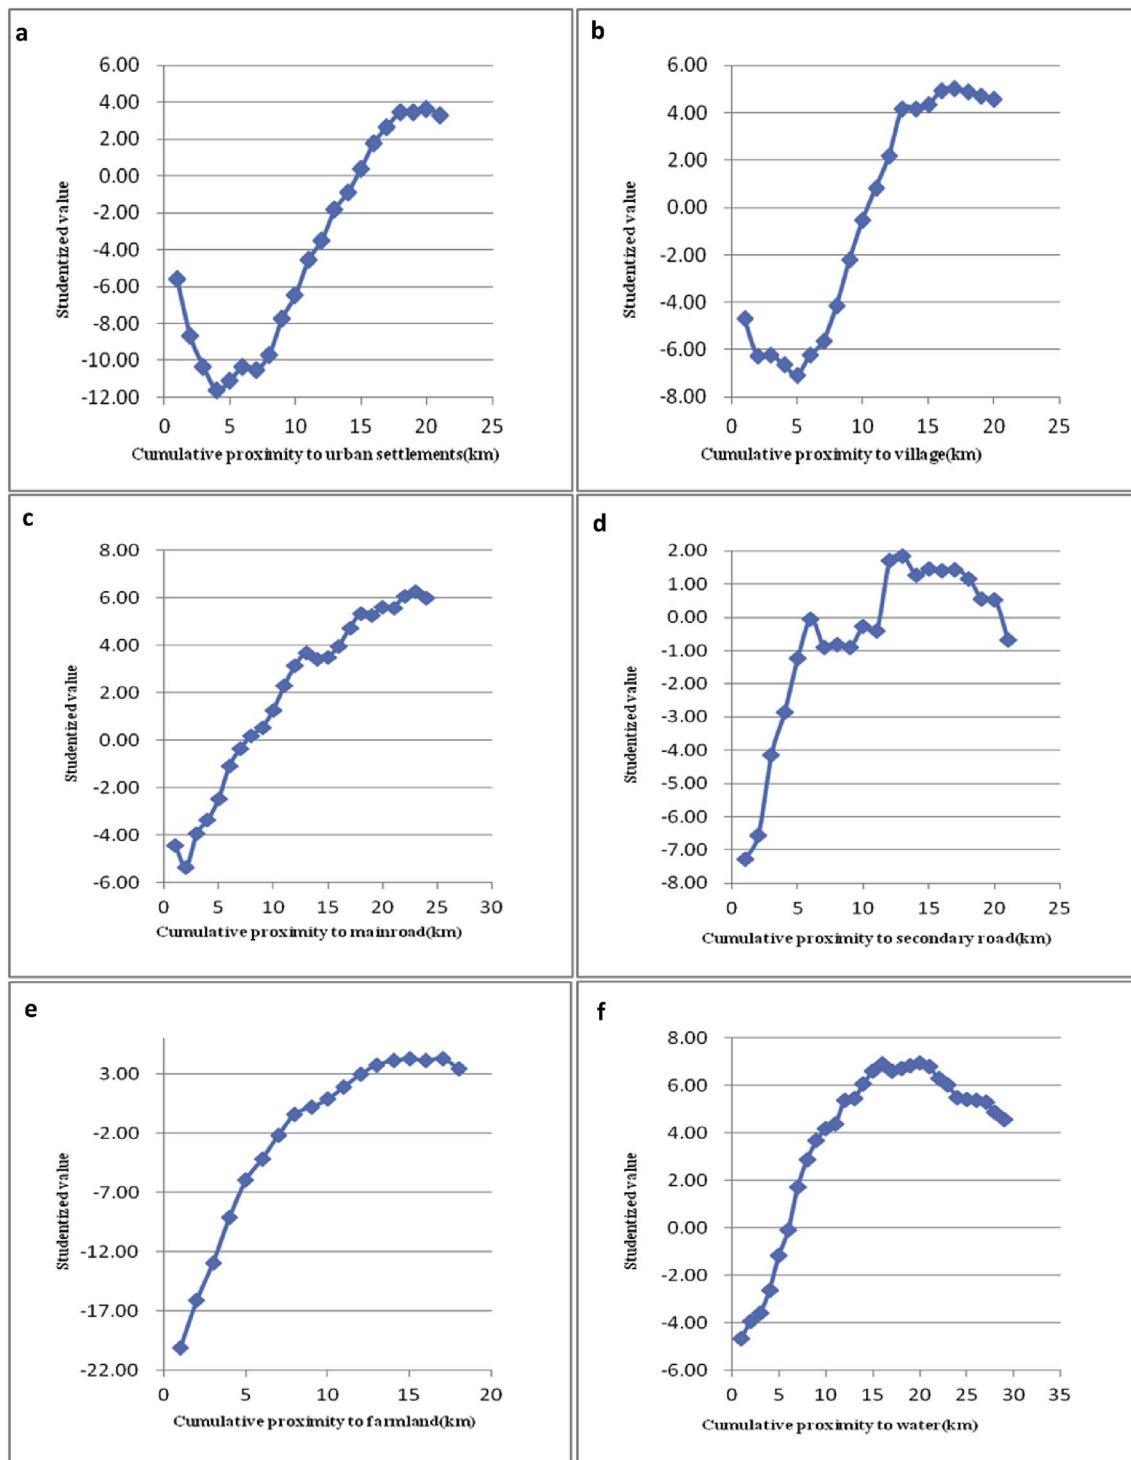 a
6.00
4.00
2.00
0.00
-2.00
-4.00
-6.00
-8.00
-10.00
-12.00
Studentized value
0 5 10 15 20 25
Cumulative proximity to urban settlements(km)
b
6.00
4.00
2.00
0.00
-2.00
-4.00
-6.00
-8.00
Studentized value
0 5 10 15 20 25
Cumulative proximity to village(km)
c
8.00
6.00
4.00
2.00
0.00
-2.00
-4.00
-6.00
Studentized value
0 5 10 15 20 25 30
Cumulative proximity to mainroad(km)
d
2.00
1.00
0.00
-1.00
-2.00
-3.00
-4.00
-5.00
-6.00
-7.00
-8.00
Studentized value
0 5 10 15 20 25
Cumulative proximity to secondary road(km)
e
3.00
-2.00
-7.00
-12.00
-17.00
-22.00
Studentized value
0 5 10 15 20
Cumulative proximity to farmland(km)
f
8.00
6.00
4.00
2.00
0.00
-2.00
-4.00
-6.00
Studentized value
0 5 10 15 20 25 30 35
Cumulative proximity to water(km)